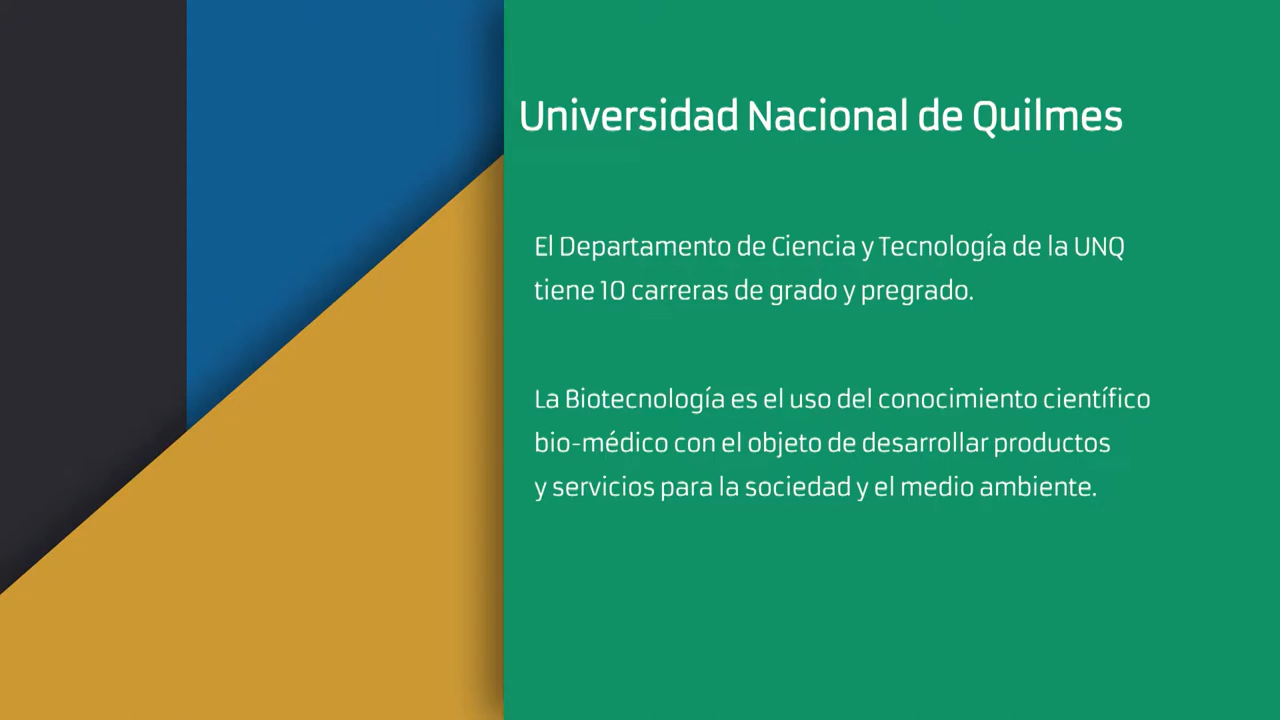 Universidad Nacional de Quilmes
El Departamento de Ciencia y Tecnología de la UNQ
tiene 10 carreras de grado y pregrado.
La Biotecnología es el uso del conocimiento científico
bio-médico con el objeto de desarrollar productos
y servicios para la sociedad y el medio ambiente.